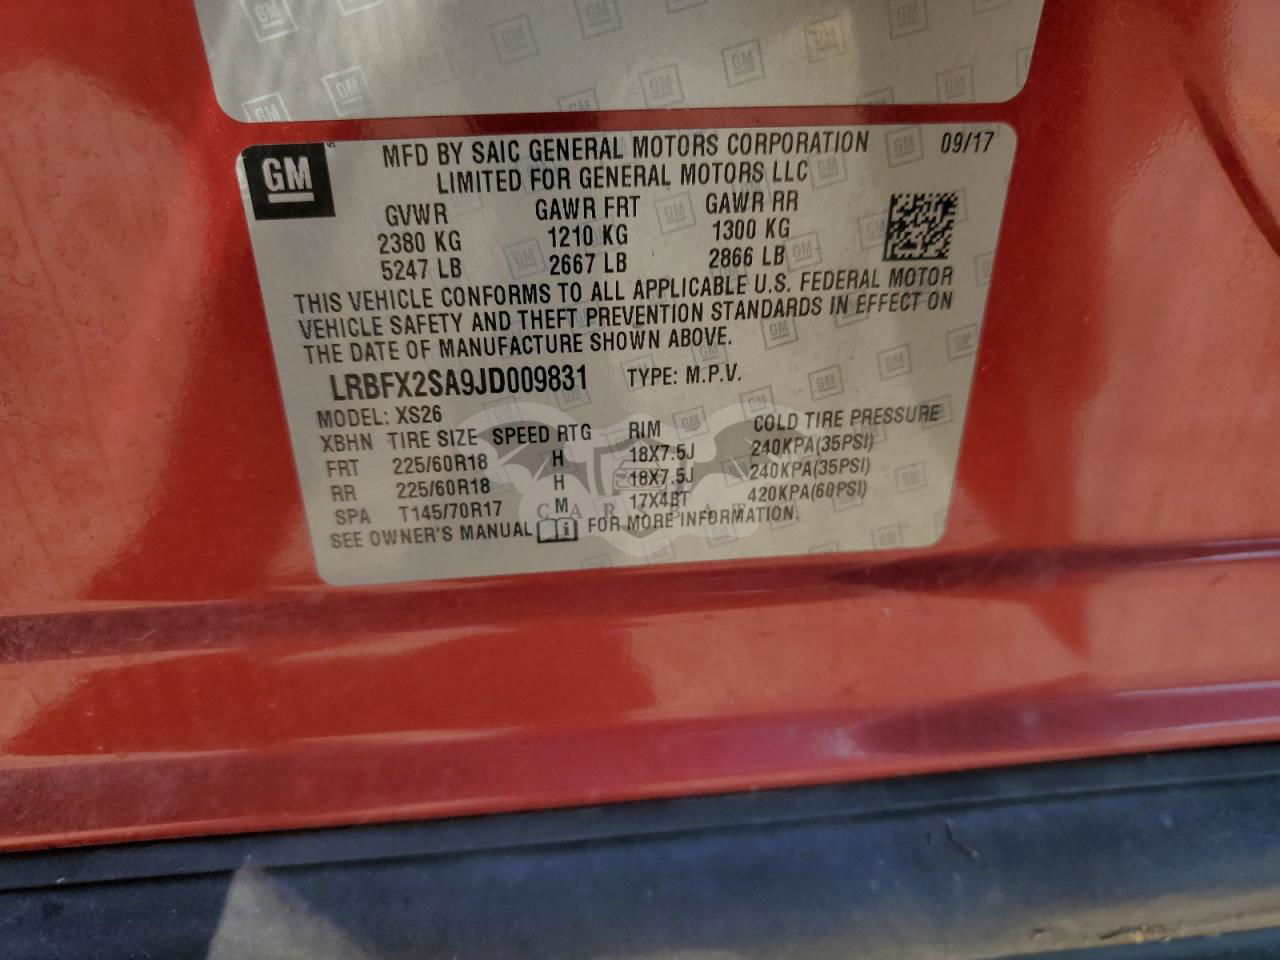 GM
MFD BY SAIC GENERAL MOTORS CORPORATION 09/17
LIMITED FOR GENERAL MOTORS LLC
GVWR GAWR FRT GAWR RR
2380 KG 1210 KG 1300 KG
5247 LB 2667 LB 2866 LB
THIS VEHICLE CONFORMS TO ALL APPLICABLE U.S. FEDERAL MOTOR
VEHICLE SAFETY AND THEFT PREVENTION STANDARDS IN EFFECT ON
THE DATE OF MANUFACTURE SHOWN ABOVE.
LRBFX2SA9JD009831 TYPE: M.P.V.
MODEL: XS26
XBHN TIRE SIZE SPEED RTG RIM COLD TIRE PRESSURE
FRT 225/60R18 H 18X7.5J 240KPA(35PSI)
RR 225/60R18 H 18X7.5J 240KPA(35PSI)
SPA T145/70R17 M 17X4BT 420KPA(60PSI)
SEE OWNER'S MANUAL FOR MORE INFORMATION.